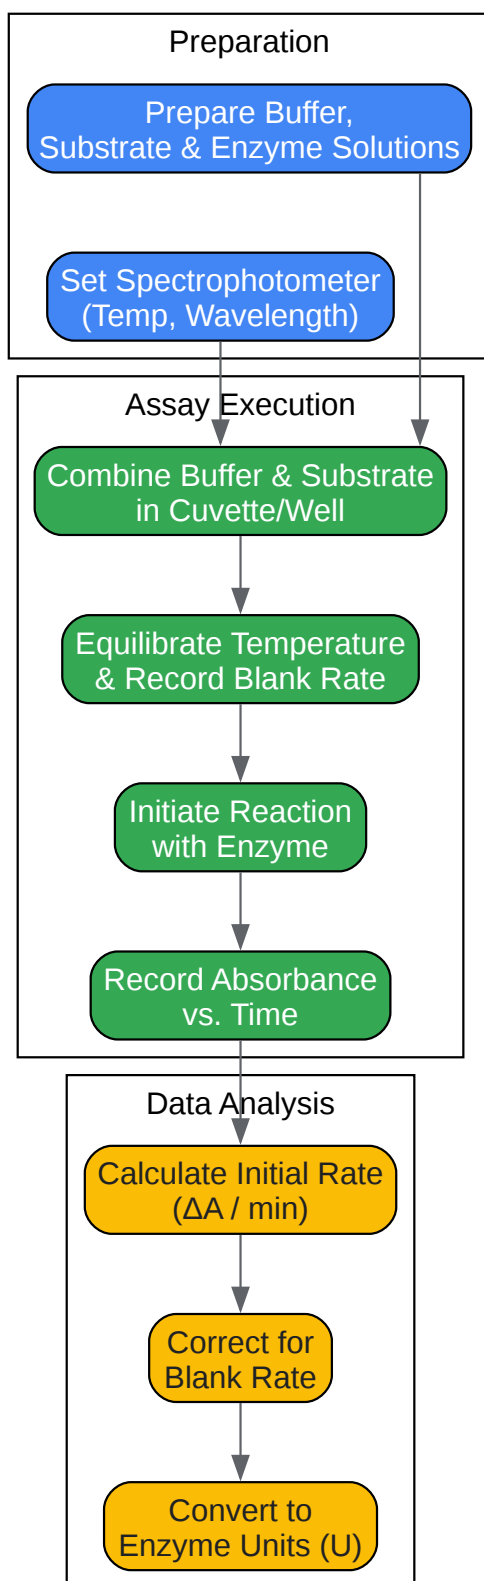 Preparation
Prepare Buffer,
Substrate & Enzyme Solutions
Set Spectrophotometer
(Temp, Wavelength)
Assay Execution
Combine Buffer & Substrate
in Cuvette/Well
Equilibrate Temperature
& Record Blank Rate
Initiate Reaction
with Enzyme
Record Absorbance
vs. Time
Data Analysis
Calculate Initial Rate
(ΔA / min)
Correct for
Blank Rate
Convert to
Enzyme Units (U)